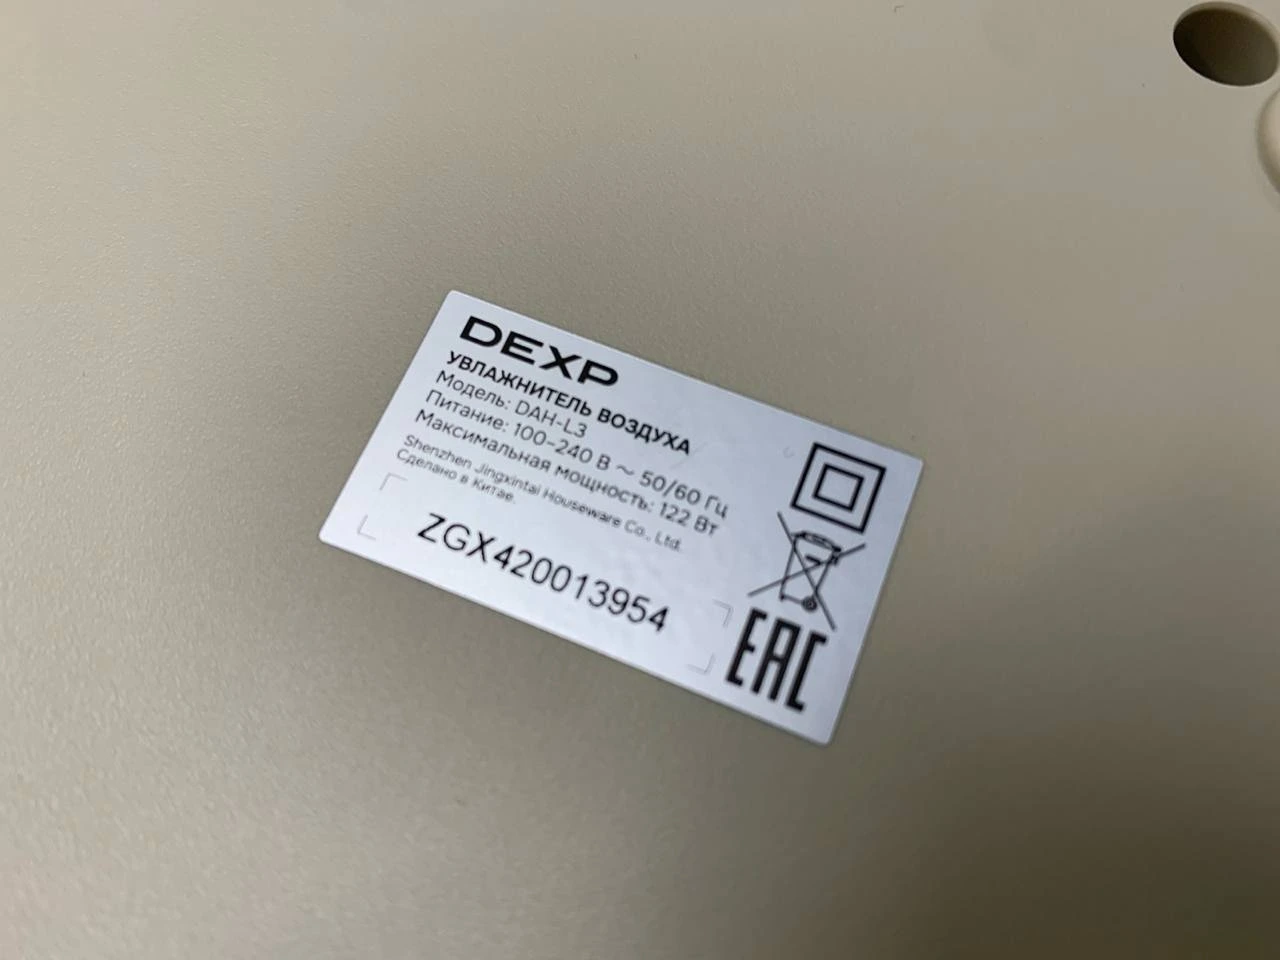 DEXP
УВЛАЖНИТЕЛЬ ВОЗДУХА
Модель: DAH-L3
Питание: 100-240 В ~ 50/60 Гц
Максимальная мощность: 122 Вт
Shenzhen Jingxintai Houseware Co., Ltd.
Сделано в Китае.
ZGX420013954
EAC